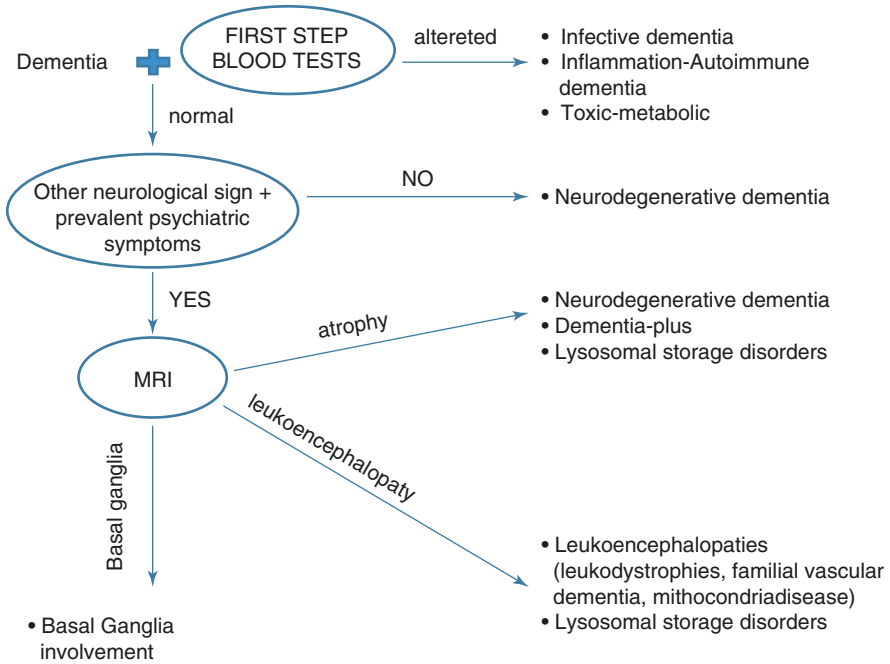 Dementia
FIRST STEP
BLOOD TESTS
altereted
• Infective dementia
• Inflammation-Autoimmune
dementia
• Toxic-metabolic
normal
Other neurological sign +
prevalent psychiatric
symptoms
NO
• Neurodegenerative dementia
YES
MRI
atrophy
• Neurodegenerative dementia
• Dementia-plus
• Lysosomal storage disorders
leukoencephalopaty
Basal ganglia
• Leukoencephalopaties
(leukodystrophies, familial vascular
dementia, mithocondriadisease)
• Lysosomal storage disorders
• Basal Ganglia
involvement